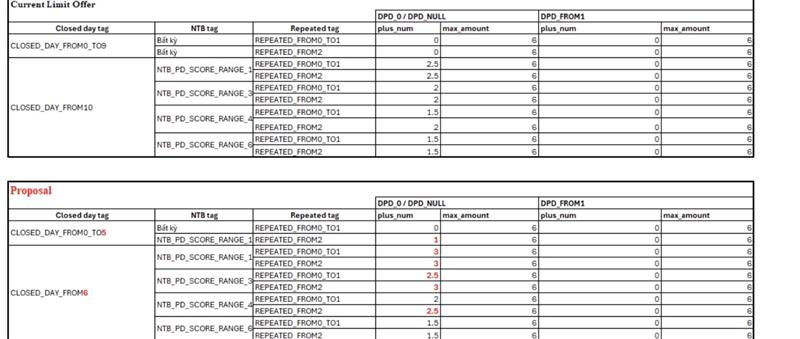 Current Limit Offer
DPD_0 / DPD_NULL DPD_FROM1
Closed day tag NTB tag Repeated tag plus_num max_amount plus_num max_amount
CLOSED_DAY_FROM0_TO9 Bất kỳ REPEATED_FROM0_TO1 0 6 0 6
Bất kỳ REPEATED_FROM2 0 6 0 6
CLOSED_DAY_FROM10 NTB_PD_SCORE_RANGE_1 REPEATED_FROM0_TO1 2.5 6 0 6
REPEATED_FROM2 2.5 6 0 6
NTB_PD_SCORE_RANGE_3 REPEATED_FROM0_TO1 2 6 0 6
REPEATED_FROM2 2 6 0 6
NTB_PD_SCORE_RANGE_4 REPEATED_FROM0_TO1 1.5 6 0 6
REPEATED_FROM2 2 6 0 6
NTB_PD_SCORE_RANGE_6 REPEATED_FROM0_TO1 1.5 6 0 6
REPEATED_FROM2 1.5 6 0 6
Proposal
DPD_0 / DPD_NULL DPD_FROM1
Closed day tag NTB tag Repeated tag plus_num max_amount plus_num max_amount
CLOSED_DAY_FROM0_TO5 Bất kỳ REPEATED_FROM0_TO1 0 6 0 6
NTB_PD_SCORE_RANGE_1 REPEATED_FROM2 1 6 0 6
CLOSED_DAY_FROM6 NTB_PD_SCORE_RANGE_1 REPEATED_FROM0_TO1 3 6 0 6
REPEATED_FROM2 3 6 0 6
NTB_PD_SCORE_RANGE_3 REPEATED_FROM0_TO1 2.5 6 0 6
REPEATED_FROM2 3 6 0 6
NTB_PD_SCORE_RANGE_4 REPEATED_FROM0_TO1 2 6 0 6
REPEATED_FROM2 2.5 6 0 6
NTB_PD_SCORE_RANGE_6 REPEATED_FROM0_TO1 1.5 6 0 6
REPEATED_FROM2 1.5 6 0 6